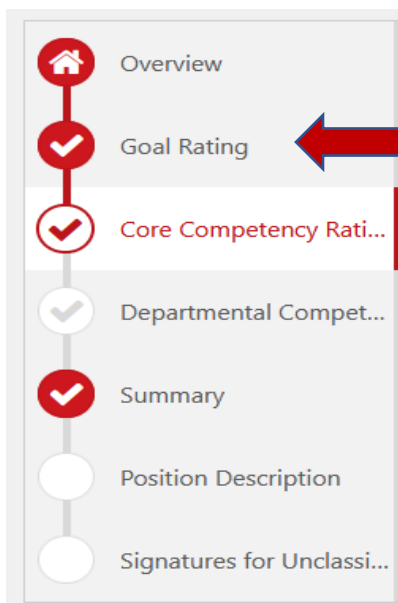 Overview
Goal Rating
Core Competency Rati...
Departmental Compet...
Summary
Position Description
Signatures for Unclassi...